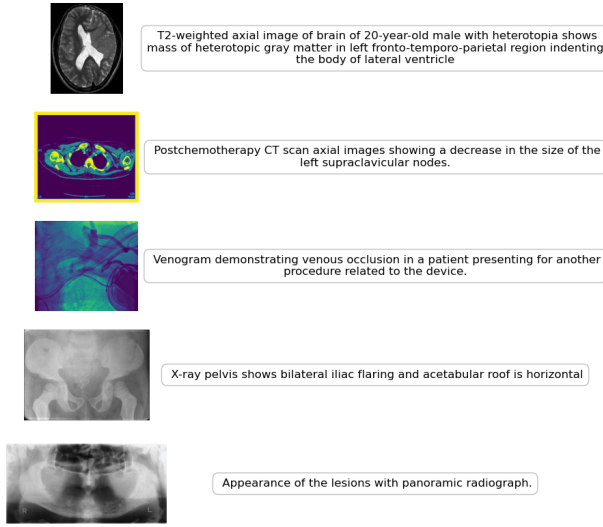 T2-weighted axial image of brain of 20-year-old male with heterotopia shows
mass of heterotopic gray matter in left fronto-temporo-parietal region indenting
the body of lateral ventricle
Postchemotherapy CT scan axial images showing a decrease in the size of the
left supraclavicular nodes.
Venogram demonstrating venous occlusion in a patient presenting for another
procedure related to the device.
X-ray pelvis shows bilateral iliac flaring and acetabular roof is horizontal
Appearance of the lesions with panoramic radiograph.
L